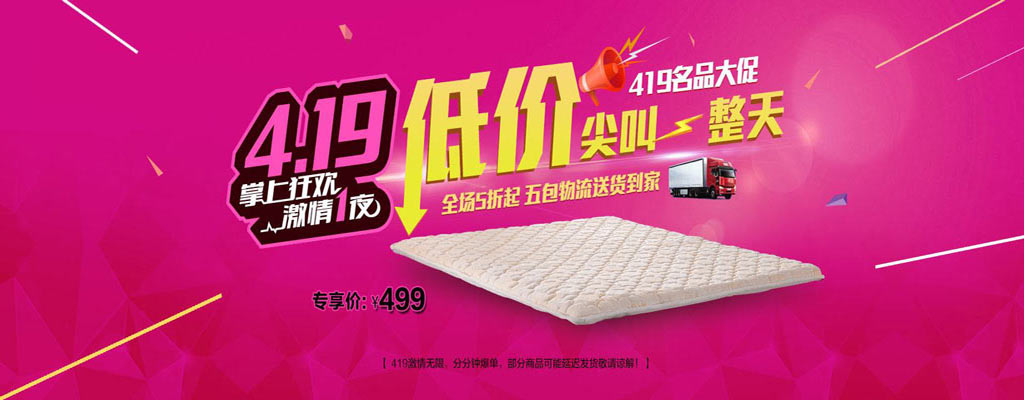 4.19
掌上狂欢
激情1夜
419名品大促
低价尖叫一整天
全场5折起 五包物流送货到家
专享价:¥499
【 419激情无限，分分钟爆单，部分商品可能延迟发货敬请谅解！】